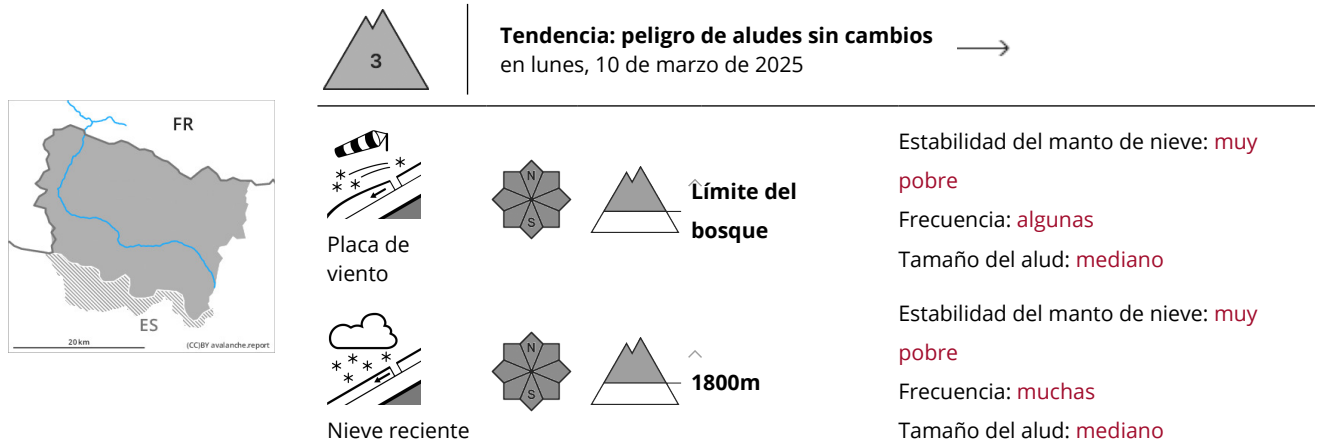 3
Tendencia: peligro de aludes sin cambios
en lunes, 10 de marzo de 2025
FR
ES
20 km
(CC)BY avalanche.report
N
S
Placa de
viento
Límite del
bosque
Estabilidad del manto de nieve: muy
pobre
Frecuencia: algunas
Tamaño del alud: mediano
N
S
Nieve reciente
1800m
Estabilidad del manto de nieve: muy
pobre
Frecuencia: muchas
Tamaño del alud: mediano